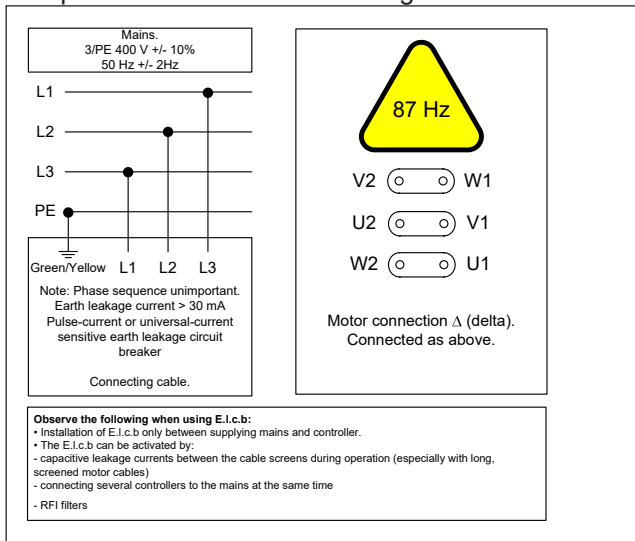 Mains.
3/PE 400 V +/- 10%
50 Hz +/- 2Hz
L1
L2
L3
PE
Green/Yellow L1 L2 L3
Note: Phase sequence unimportant.
Earth leakage current > 30 mA
Pulse-current or universal-current
sensitive earth leakage circuit
breaker
Connecting cable.
87 Hz
V2 W1
U2 V1
W2 U1
Motor connection Δ (delta).
Connected as above.
Observe the following when using E.l.c.b:
• Installation of E.l.c.b only between supplying mains and controller.
• The E.l.c.b can be activated by:
- capacitive leakage currents between the cable screens during operation (especially with long,
screened motor cables)
- connecting several controllers to the mains at the same time
- RFI filters